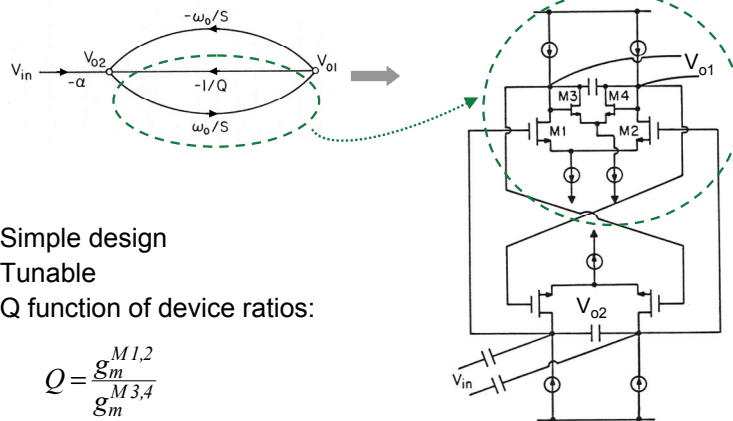 -ω₀/S
V_in
-α
V_o2
-1/Q
V_o1
ω₀/S
V_o1
M3 M4
M1 M2
V_o2
V_in
Simple design
Tunable
Q function of device ratios:
Q = g_m^{M1,2} / g_m^{M3,4}